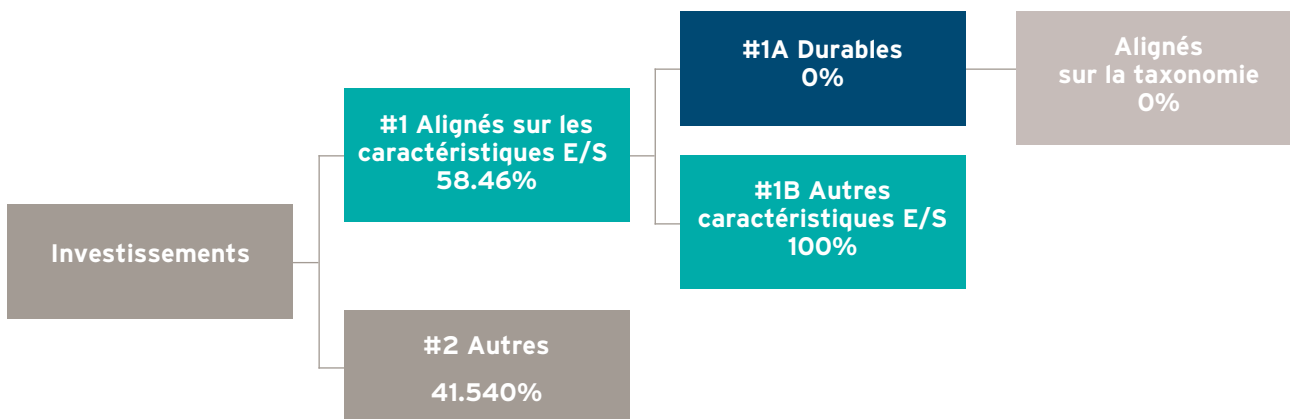 Investissements
#1 Alignés sur les
caractéristiques E/S
58.46%
#2 Autres
41.540%
#1A Durables
0%
#1B Autres
caractéristiques E/S
100%
Alignés
sur la taxonomie
0%